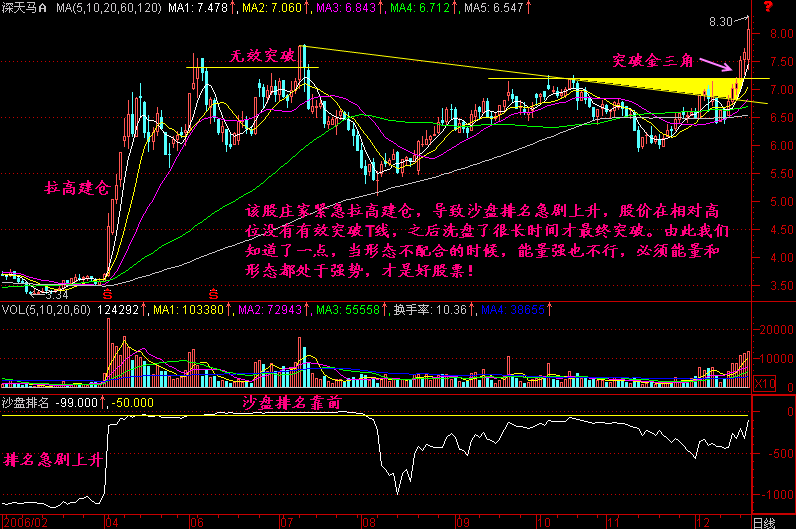 深天马A MA(5,10,20,60,120) MA1: 7.478↑, MA2: 7.060↑, MA3: 6.843↑, MA4: 6.712↑, MA5: 6.547↑
?
8.30
8.00
无效突破
突破金三角
7.50
7.00
6.50
6.00
5.50
拉高建仓
5.00
该股庄家紧急拉高建仓，导致沙盘排名急剧上升，股价在相对高
位没有有效突破T线，之后洗盘了很长时间才最终突破。由此我们
知道了一点，当形态不配合的时候，能量强也不行，必须能量和
形态都处于强势，才是好股票！
4.50
4.00
3.50
3.34
S
S
VOL(5,10,20,60) 124292↑, MA1: 103380↑, MA2: 72943↑, MA3: 55558↑, 换手率: 10.36↑, MA4: 38655↑
20000
10000
0
X10
沙盘排名 -99.000↑, -50.000
沙盘排名靠前
0
排名急剧上升
-500
-1000
2006/02 04 06 07 08 09 10 11 12 日线